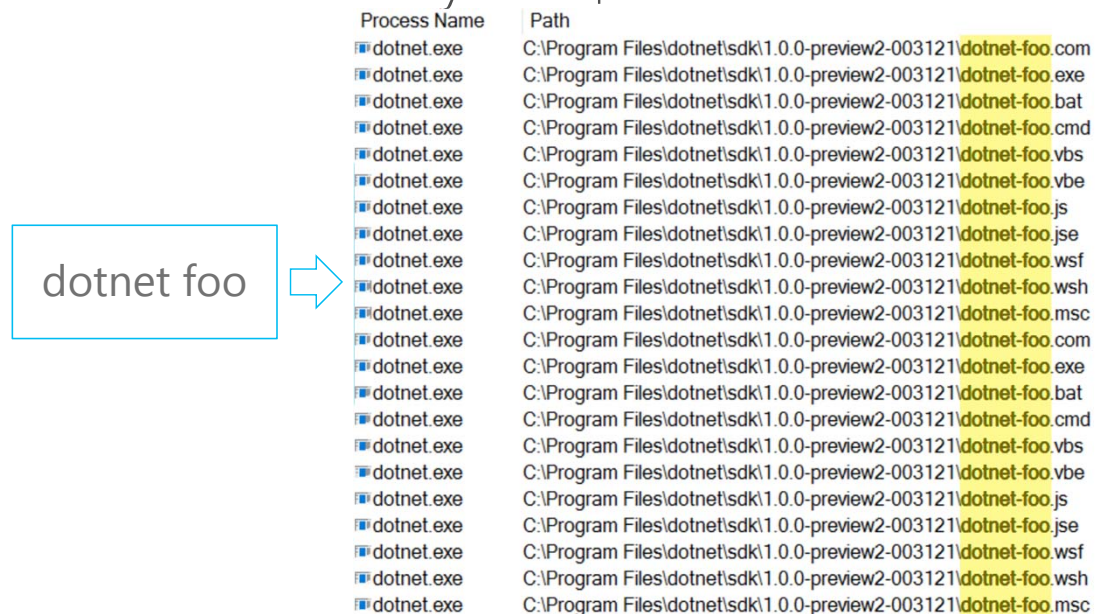 Process Name Path
dotnet.exe C:\Program Files\dotnet\sdk\1.0.0-preview2-003121\dotnet-foo.com
dotnet.exe C:\Program Files\dotnet\sdk\1.0.0-preview2-003121\dotnet-foo.exe
dotnet.exe C:\Program Files\dotnet\sdk\1.0.0-preview2-003121\dotnet-foo.bat
dotnet.exe C:\Program Files\dotnet\sdk\1.0.0-preview2-003121\dotnet-foo.cmd
dotnet.exe C:\Program Files\dotnet\sdk\1.0.0-preview2-003121\dotnet-foo.vbs
dotnet.exe C:\Program Files\dotnet\sdk\1.0.0-preview2-003121\dotnet-foo.vbe
dotnet.exe C:\Program Files\dotnet\sdk\1.0.0-preview2-003121\dotnet-foo.js
dotnet.exe C:\Program Files\dotnet\sdk\1.0.0-preview2-003121\dotnet-foo.jse
dotnet.exe C:\Program Files\dotnet\sdk\1.0.0-preview2-003121\dotnet-foo.wsf
dotnet foo
dotnet.exe C:\Program Files\dotnet\sdk\1.0.0-preview2-003121\dotnet-foo.wsh
dotnet.exe C:\Program Files\dotnet\sdk\1.0.0-preview2-003121\dotnet-foo.msc
dotnet.exe C:\Program Files\dotnet\sdk\1.0.0-preview2-003121\dotnet-foo.com
dotnet.exe C:\Program Files\dotnet\sdk\1.0.0-preview2-003121\dotnet-foo.exe
dotnet.exe C:\Program Files\dotnet\sdk\1.0.0-preview2-003121\dotnet-foo.bat
dotnet.exe C:\Program Files\dotnet\sdk\1.0.0-preview2-003121\dotnet-foo.cmd
dotnet.exe C:\Program Files\dotnet\sdk\1.0.0-preview2-003121\dotnet-foo.vbs
dotnet.exe C:\Program Files\dotnet\sdk\1.0.0-preview2-003121\dotnet-foo.vbe
dotnet.exe C:\Program Files\dotnet\sdk\1.0.0-preview2-003121\dotnet-foo.js
dotnet.exe C:\Program Files\dotnet\sdk\1.0.0-preview2-003121\dotnet-foo.jse
dotnet.exe C:\Program Files\dotnet\sdk\1.0.0-preview2-003121\dotnet-foo.wsf
dotnet.exe C:\Program Files\dotnet\sdk\1.0.0-preview2-003121\dotnet-foo.wsh
dotnet.exe C:\Program Files\dotnet\sdk\1.0.0-preview2-003121\dotnet-foo.msc